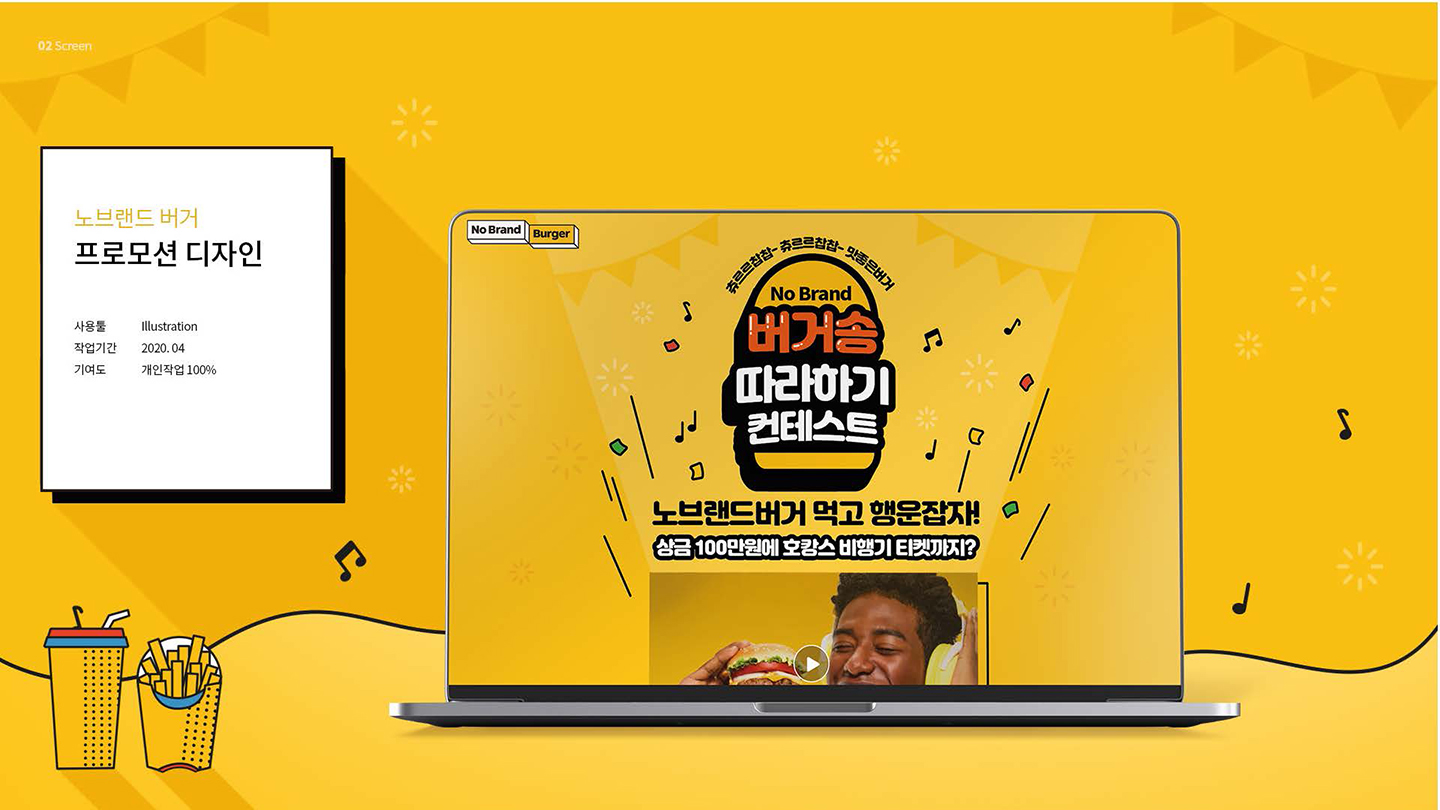 02 Screen
노브랜드 버거
프로모션 디자인
사용툴 Illustration
작업기간 2020. 04
기여도 개인작업 100%
No Brand Burger
츄르르찹찹- 츄르르찹찹- 맛좋은버거
No Brand
버거송
따라하기
컨테스트
노브랜드버거 먹고 행운잡자!
상금 100만원에 호캉스 비행기 티켓까지?